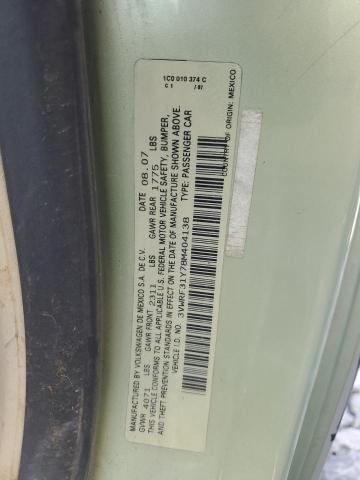 1C0 010 374 C
C 1 / 07
MANUFACTURED BY VOLKSWAGEN DE MEXICO S.A. DE C.V. DATE 08.07
GVWR 4071 LBS GAWR FRONT 2311 LBS GAWR REAR 1775 LBS
THIS VEHICLE CONFORMS TO ALL APPLICABLE U.S. FEDERAL MOTOR VEHICLE SAFETY, BUMPER,
AND THEFT PREVENTION STANDARDS IN EFFECT ON THE DATE OF MANUFACTURE SHOWN ABOVE.
VEHICLE I.D. NO.: 3VWRF31Y78M404138 TYPE: PASSENGER CAR
COUNTRY OF ORIGIN: MEXICO